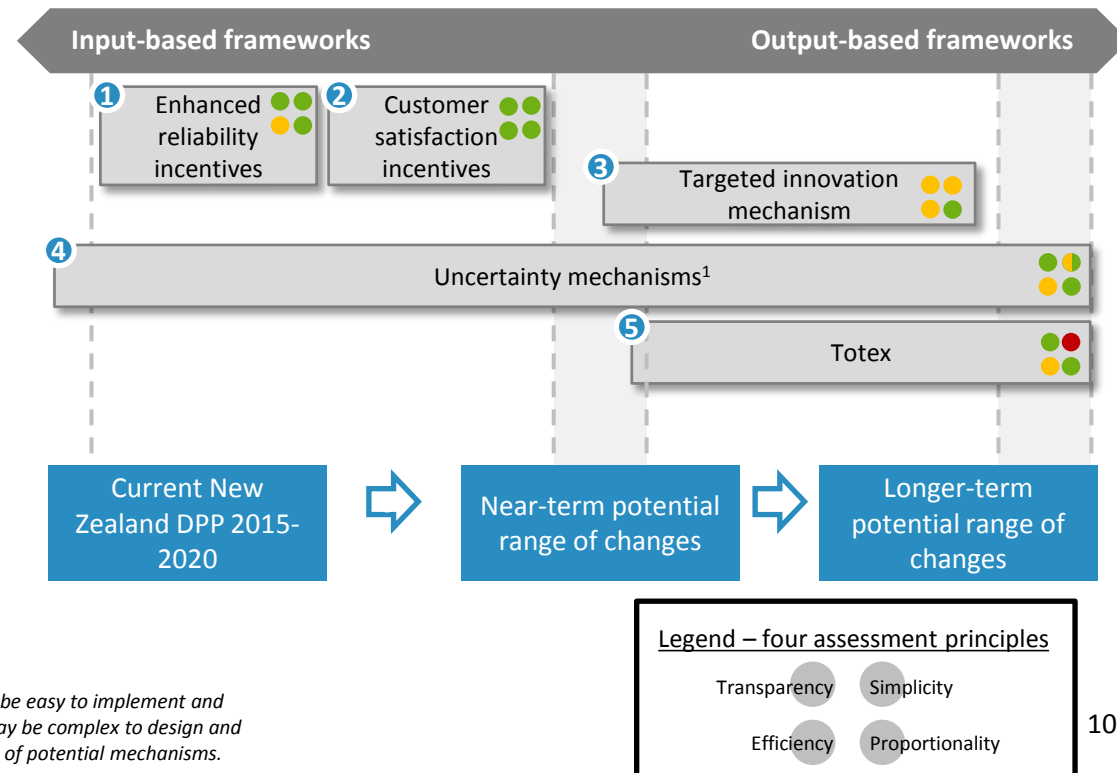 Input-based frameworks
Output-based frameworks
1
Enhanced
reliability
incentives
2
Customer
satisfaction
incentives
3
Targeted innovation
mechanism
4
Uncertainty mechanisms¹
5
Totex
Current New
Zealand DPP 2015-
2020
Near-term potential
range of changes
Longer-term
potential range of
changes
Legend – four assessment principles
Transparency
Simplicity
Efficiency
Proportionality
be easy to implement and
ay be complex to design and
of potential mechanisms.
10